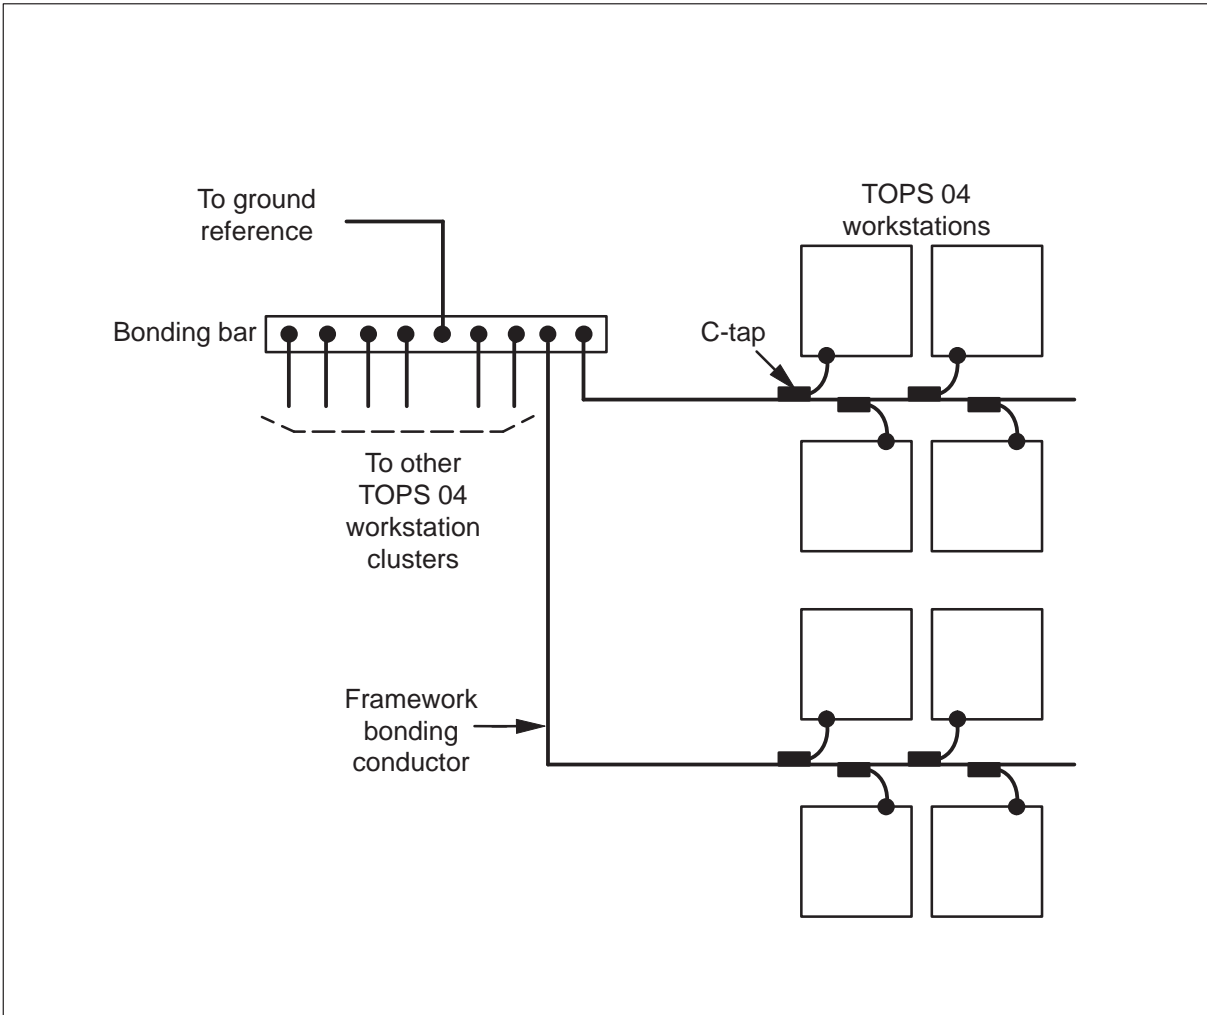 To ground
reference
TOPS 04
workstations
Bonding bar
C-tap
To other
TOPS 04
workstation
clusters
Framework
bonding
conductor